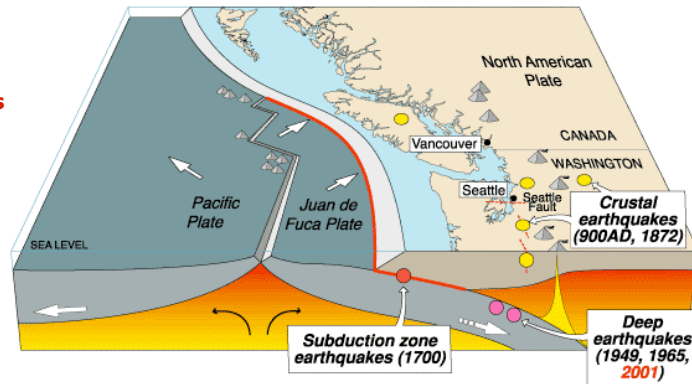 s
North American
Plate
CANADA
Vancouver
WASHINGTON
Seattle
Seattle
Fault
Pacific
Plate
Juan de
Fuca Plate
Crustal
earthquakes
(900AD, 1872)
SEA LEVEL
Subduction zone
earthquakes (1700)
Deep
earthquakes
(1949, 1965,
2001)